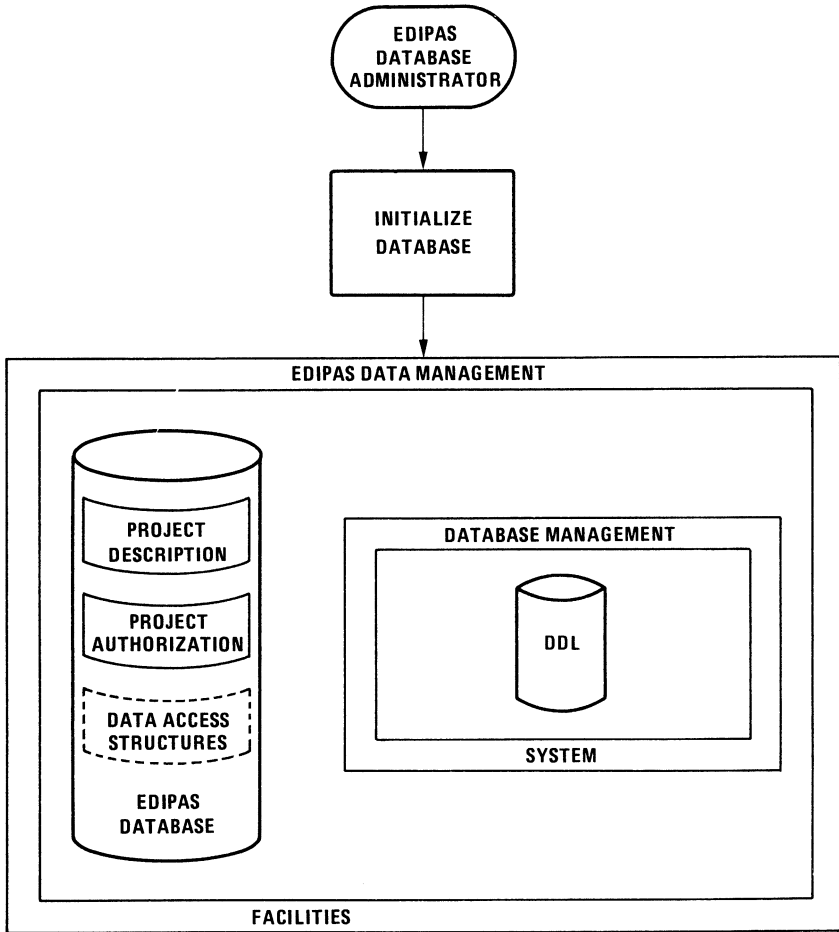 EDIPAS
DATABASE
ADMINISTRATOR
INITIALIZE
DATABASE
EDIPAS DATA MANAGEMENT
PROJECT
DESCRIPTION
PROJECT
AUTHORIZATION
DATA ACCESS
STRUCTURES
EDIPAS
DATABASE
DATABASE MANAGEMENT
DDL
SYSTEM
FACILITIES